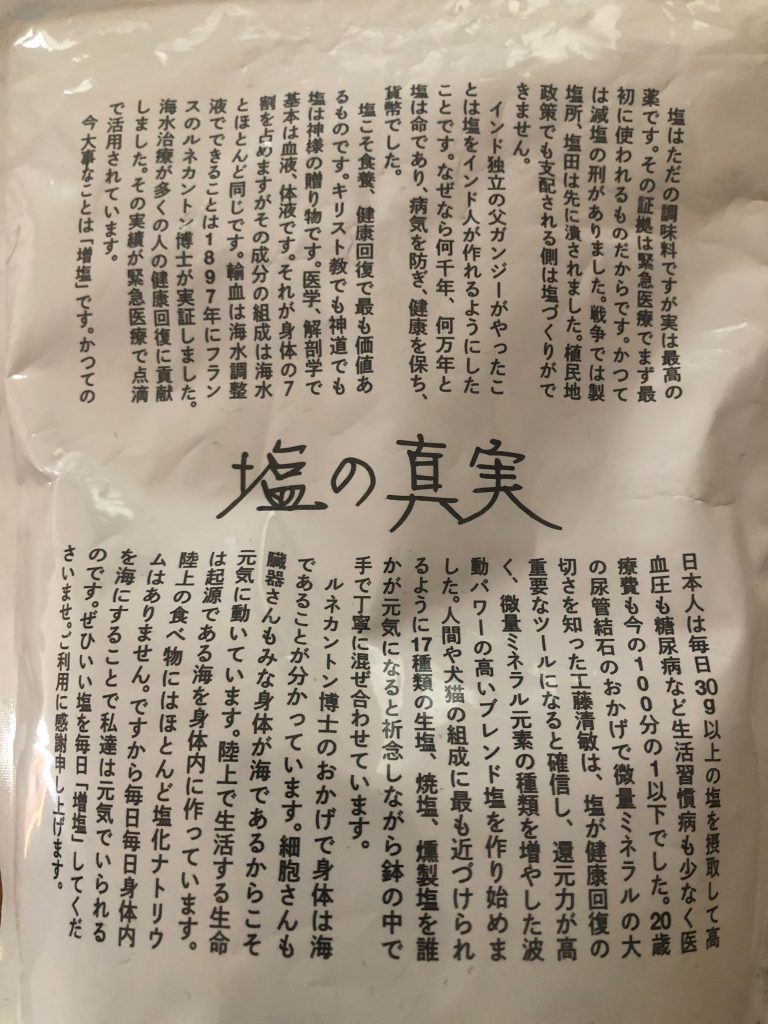 塩はただの調味料ですが実は最高の
薬です。その証拠は緊急医療でまず最
初に使われるものだからです。かつて
は減塩の刑がありました。戦争では製
塩所、塩田は先に潰されました。植民地
政策でも支配される側は塩づくりがで
きません。
インド独立の父ガンジーがやったこ
とは塩をインド人が作れるようにした
ことです。なぜなら何千年、何万年と
塩は命であり、病気を防ぎ、健康を保ち、
貨幣でした。
塩こそ食養、健康回復で最も価値あ
るものです。キリスト教でも神道でも
塩は神様の贈り物です。医学、解剖学で
基本は血液、体液です。それが身体の7
割を占めますがその成分の組成は海水
とほとんど同じです。輸血は海水調整
液でできることは1897年にフラン
スのルネカントン博士が実証しました。
海水治療が多くの人の健康回復に貢献
しました。その実績が緊急医療で点滴
で活用されています。
今大事なことは「増塩」です。かつての
塩の真実
日本人は毎日30g以上の塩を摂取して高
血圧も糖尿病など生活習慣病も少なく医
療費も今の100分の1以下でした。20歳
の尿管結石のおかげで微量ミネラルの大
切さを知った工藤清敏は、塩が健康回復の
重要なツールになると確信し、還元力が高
く、微量ミネラル元素の種類を増やした波
動パワーの高いブレンド塩を作り始めま
した。人間や犬猫の組成に最も近づけられ
るように17種類の生塩、焼塩、燻製塩を誰
かが元気になると祈念しながら鉢の中で
手で丁寧に混ぜ合わせています。
ルネカントン博士のおかげで身体は海
であることが分かっています。細胞さんも
臓器さんもみな身体が海であるからこそ
元気に動いています。陸上で生活する生命
は起源である海を身体内に作っています。
陸上の食べ物にはほとんど塩化ナトリウ
ムはありません。ですから毎日毎日身体内
を海にすることで私達は元気でいられる
のです。ぜひいい塩を毎日「増塩」してくだ
さいませ。ご利用に感謝申し上げます。